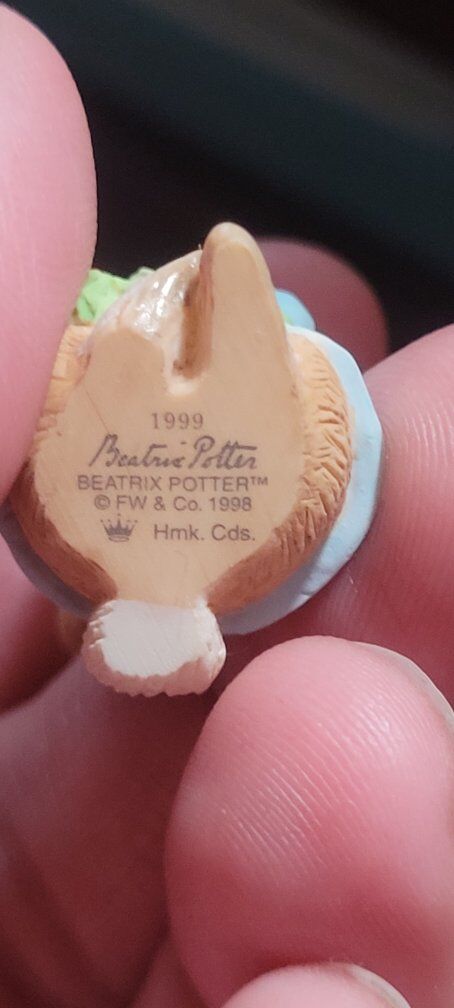 1999
Beatrix Potter
BEATRIX POTTER™
© FW & Co. 1998
Hmk. Cds.